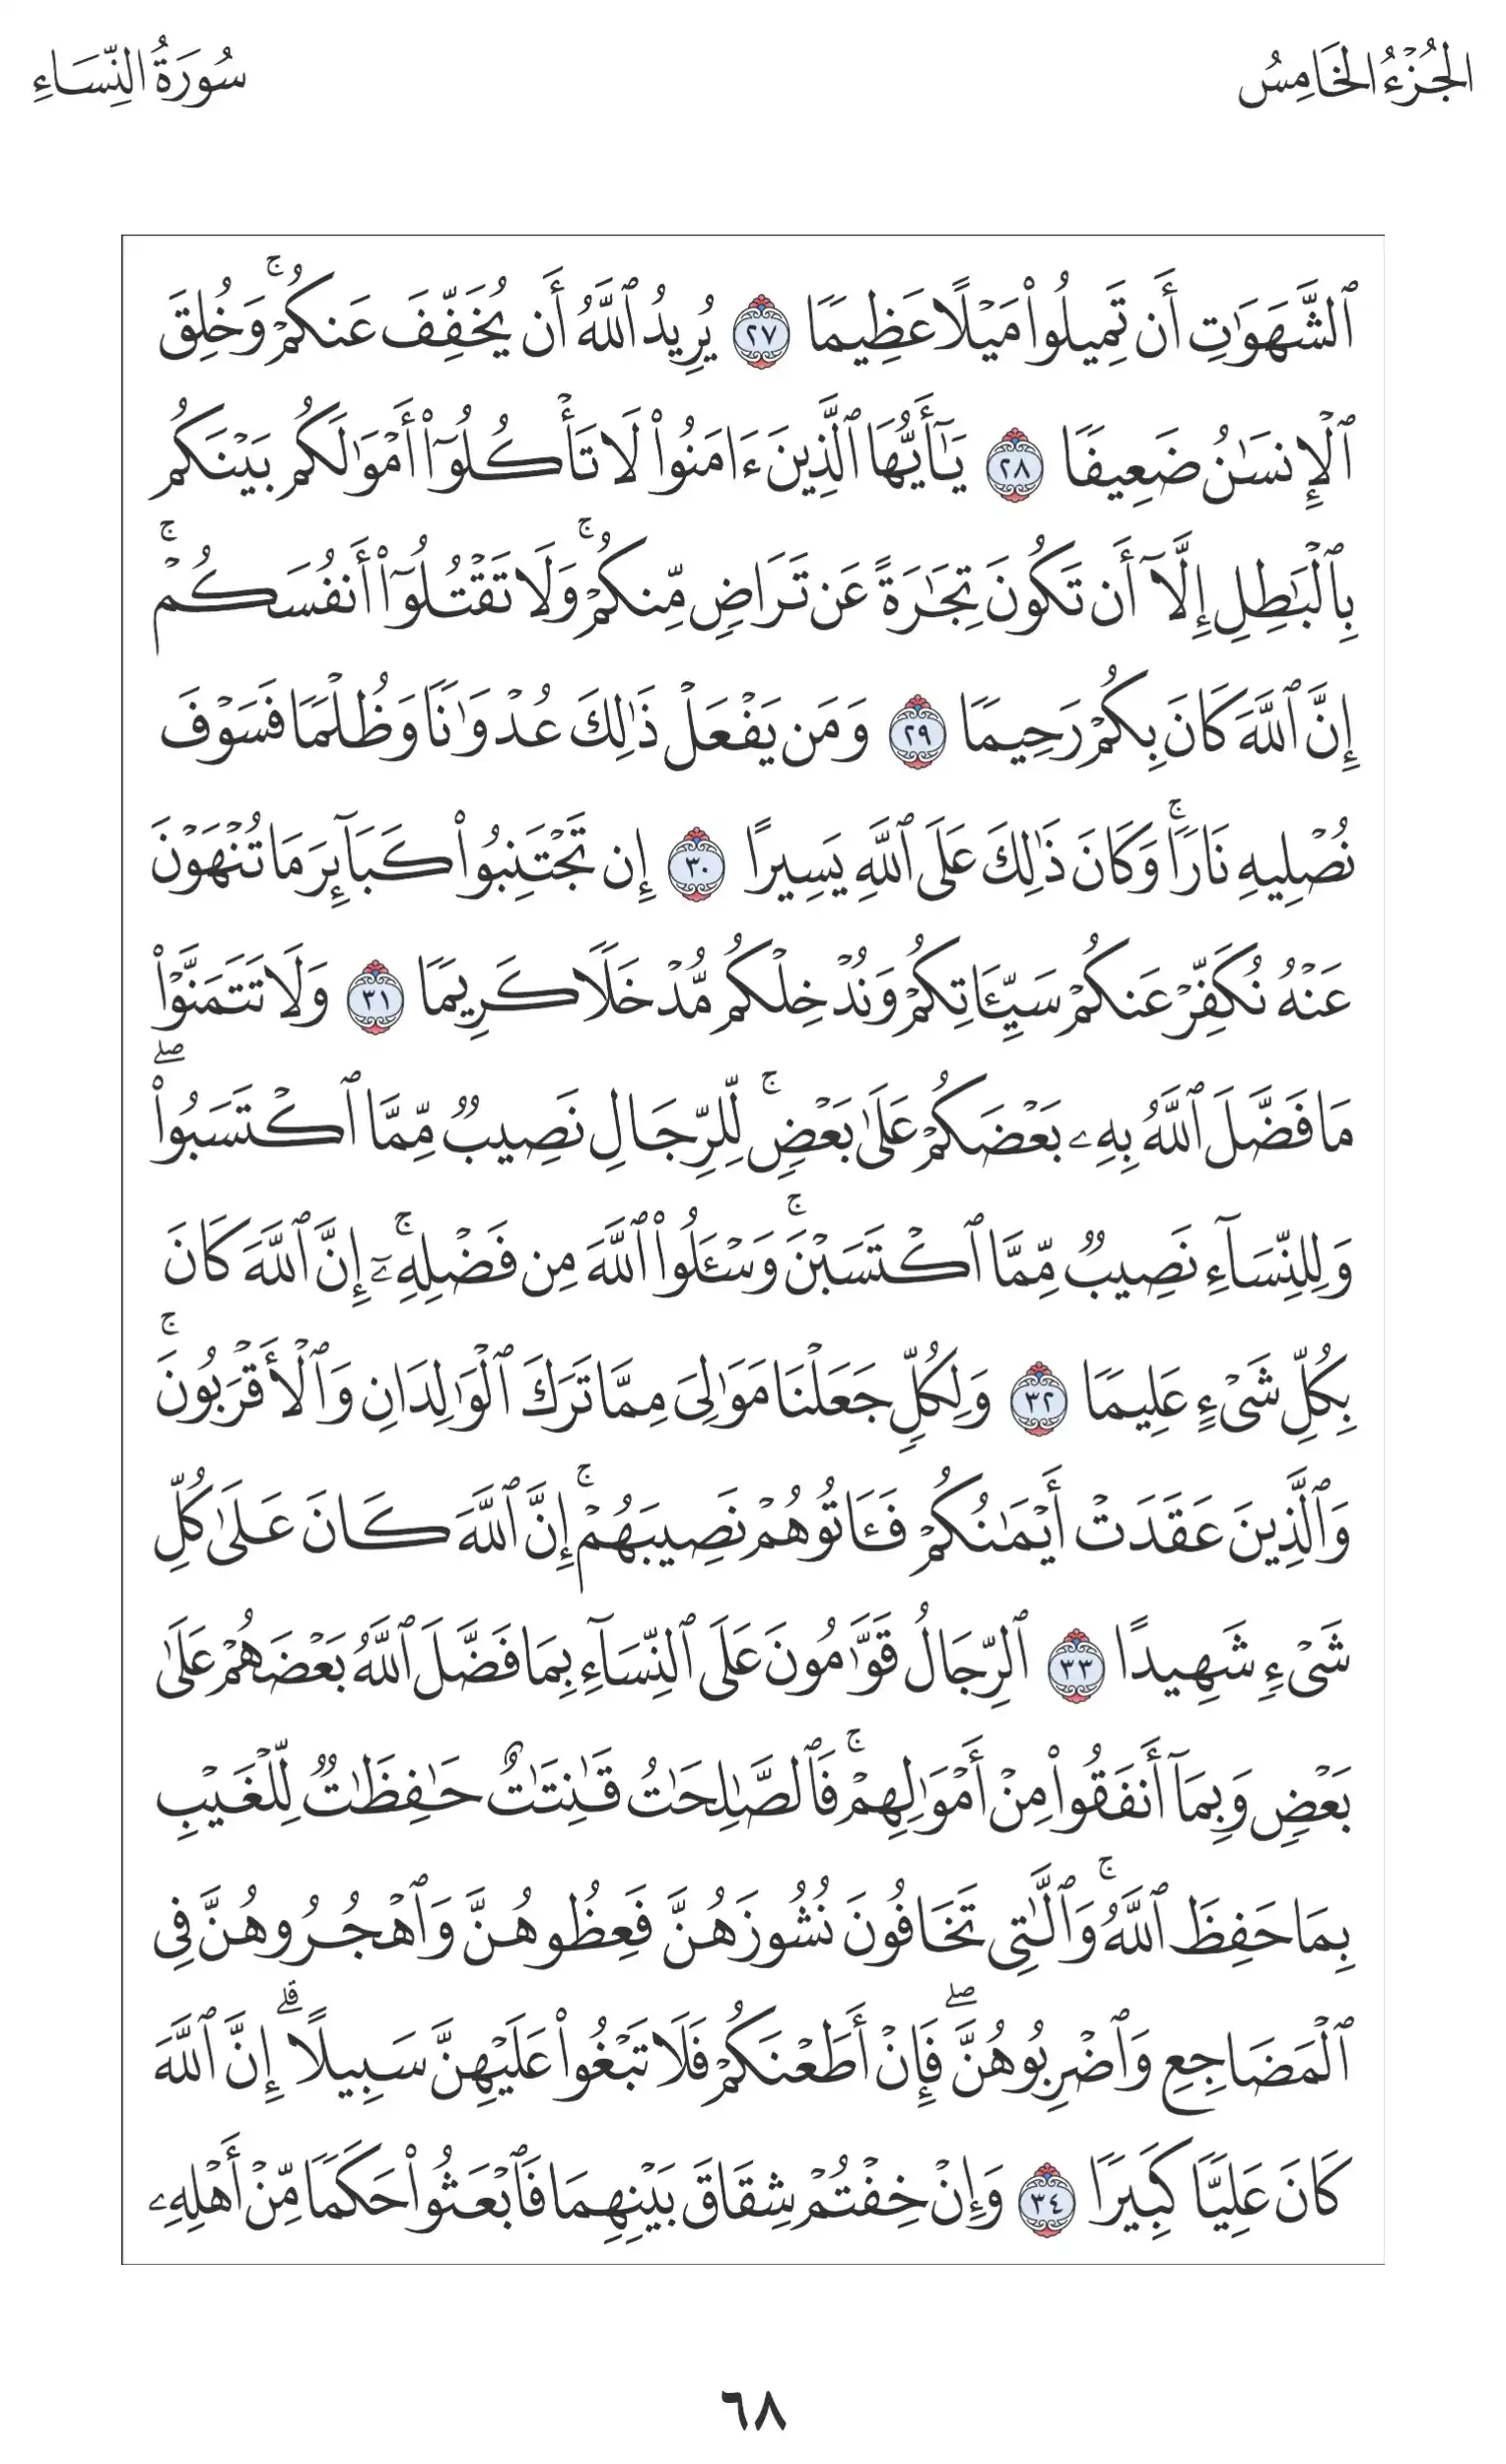 الجُزْءُ الخَامِسُ
سُورَةُ النِّسَاءِ
ٱلشَّهَوَٰتِ أَن تَمِيلُوا۟ مَيْلًا عَظِيمًا ٢٧ يُرِيدُ ٱللَّهُ أَن يُخَفِّفَ عَنكُمْ ۚ وَخُلِقَ
ٱلْإِنسَـٰنُ ضَعِيفًا ٢٨ يَـٰٓأَيُّهَا ٱلَّذِينَ ءَامَنُوا۟ لَا تَأْكُلُوٓا۟ أَمْوَٰلَكُم بَيْنَكُم
بِٱلْبَـٰطِلِ إِلَّآ أَن تَكُونَ تِجَـٰرَةً عَن تَرَاضٍ مِّنكُمْ ۚ وَلَا تَقْتُلُوٓا۟ أَنفُسَكُمْ ۚ
إِنَّ ٱللَّهَ كَانَ بِكُمْ رَحِيمًا ٢٩ وَمَن يَفْعَلْ ذَٰلِكَ عُدْوَٰنًا وَظُلْمًا فَسَوْفَ
نُصْلِيهِ نَارًا ۚ وَكَانَ ذَٰلِكَ عَلَى ٱللَّهِ يَسِيرًا ٣٠ إِن تَجْتَنِبُوا۟ كَبَآئِرَ مَا تُنْهَوْنَ
عَنْهُ نُكَفِّرْ عَنكُمْ سَيِّـَٔاتِكُمْ وَنُدْخِلْكُم مُّدْخَلًا كَرِيمًا ٣١ وَلَا تَتَمَنَّوْا۟
مَا فَضَّلَ ٱللَّهُ بِهِۦ بَعْضَكُمْ عَلَىٰ بَعْضٍ ۚ لِّلرِّجَالِ نَصِيبٌ مِّمَّا ٱكْتَسَبُوا۟ ۖ
وَلِلنِّسَآءِ نَصِيبٌ مِّمَّا ٱكْتَسَبْنَ ۚ وَسْـَٔلُوا۟ ٱللَّهَ مِن فَضْلِهِۦٓ ۚ إِنَّ ٱللَّهَ كَانَ
بِكُلِّ شَىْءٍ عَلِيمًا ٣٢ وَلِكُلٍّ جَعَلْنَا مَوَٰلِىَ مِمَّا تَرَكَ ٱلْوَٰلِدَانِ وَٱلْأَقْرَبُونَ ۚ
وَٱلَّذِينَ عَقَدَتْ أَيْمَـٰنُكُمْ فَـَٔاتُوهُمْ نَصِيبَهُمْ ۚ إِنَّ ٱللَّهَ كَانَ عَلَىٰ كُلِّ
شَىْءٍ شَهِيدًا ٣٣ ٱلرِّجَالُ قَوَّٰمُونَ عَلَى ٱلنِّسَآءِ بِمَا فَضَّلَ ٱللَّهُ بَعْضَهُمْ عَلَىٰ
بَعْضٍ وَبِمَآ أَنفَقُوا۟ مِنْ أَمْوَٰلِهِمْ ۚ فَٱلصَّـٰلِحَـٰتُ قَـٰنِتَـٰتٌ حَـٰفِظَـٰتٌ لِّلْغَيْبِ
بِمَا حَفِظَ ٱللَّهُ ۚ وَٱلَّـٰتِى تَخَافُونَ نُشُوزَهُنَّ فَعِظُوهُنَّ وَٱهْجُرُوهُنَّ فِى
ٱلْمَضَاجِعِ وَٱضْرِبُوهُنَّ ۖ فَإِنْ أَطَعْنَكُمْ فَلَا تَبْغُوا۟ عَلَيْهِنَّ سَبِيلًا ۗ إِنَّ ٱللَّهَ
كَانَ عَلِيًّا كَبِيرًا ٣٤ وَإِنْ خِفْتُمْ شِقَاقَ بَيْنِهِمَا فَٱبْعَثُوا۟ حَكَمًا مِّنْ أَهْلِهِۦ
٦٨